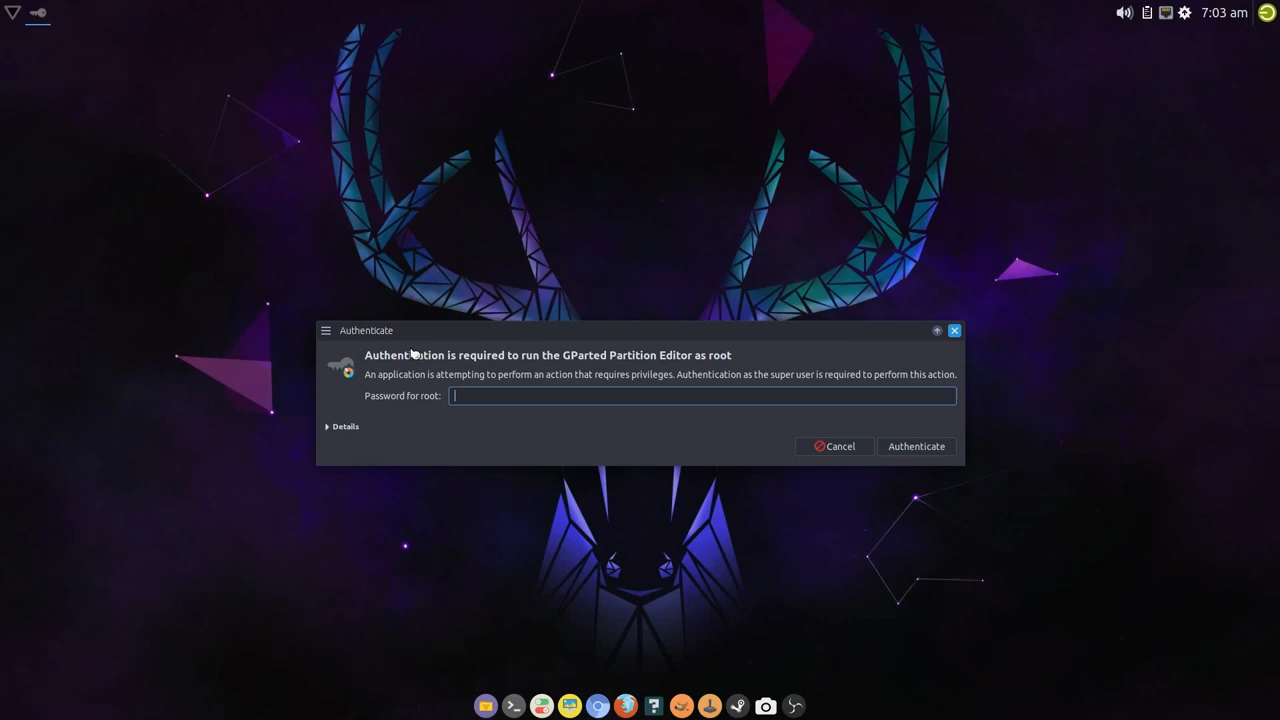 7:03 am
Authenticate
Authentication is required to run the GParted Partition Editor as root
An application is attempting to perform an action that requires privileges. Authentication as the super user is required to perform this action.
Password for root:
Details
Cancel
Authenticate